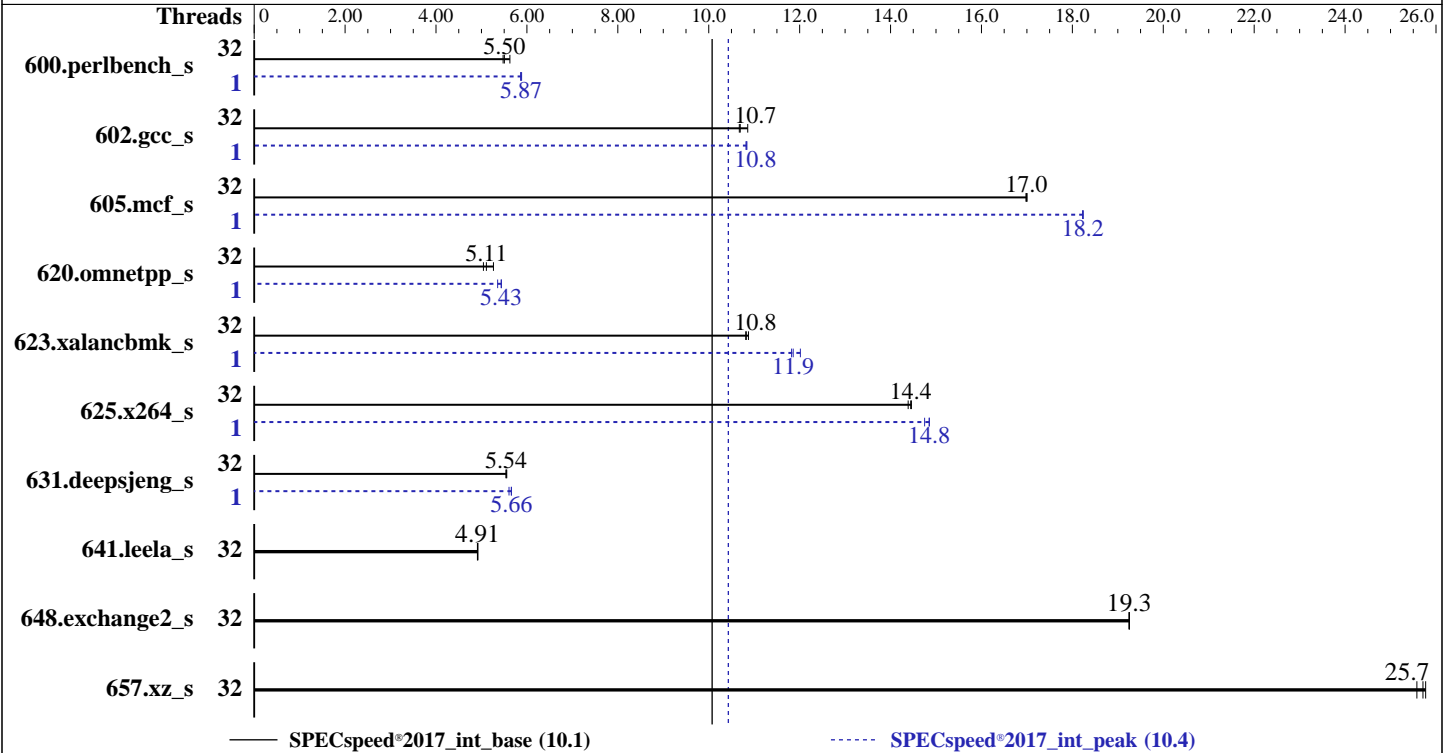 Threads 0 2.00 4.00 6.00 8.00 10.0 12.0 14.0 16.0 18.0 20.0 22.0 24.0 26.0
600.perlbench_s 32 5.50
1 5.87
602.gcc_s 32 10.7
1 10.8
605.mcf_s 32 17.0
1 18.2
620.omnetpp_s 32 5.11
1 5.43
623.xalancbmk_s 32 10.8
1 11.9
625.x264_s 32 14.4
1 14.8
631.deepsjeng_s 32 5.54
1 5.66
641.leela_s 32 4.91
648.exchange2_s 32 19.3
657.xz_s 32 25.7
SPECspeed®2017_int_base (10.1) SPECspeed®2017_int_peak (10.4)